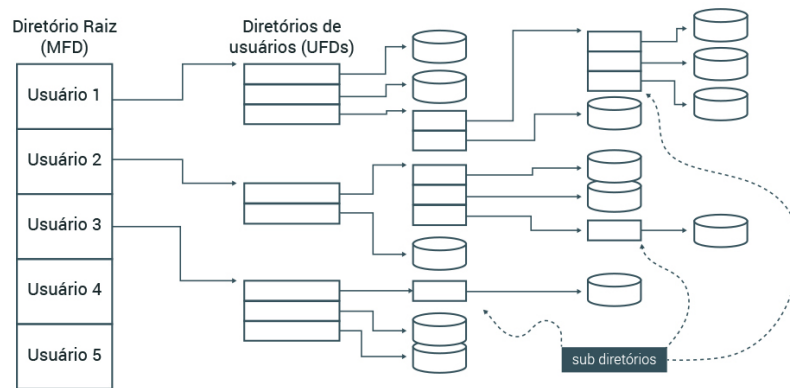 Diretório Raiz
(MFD)
Diretórios de
usuários (UFDs)
Usuário 1
Usuário 2
Usuário 3
Usuário 4
Usuário 5
sub diretórios